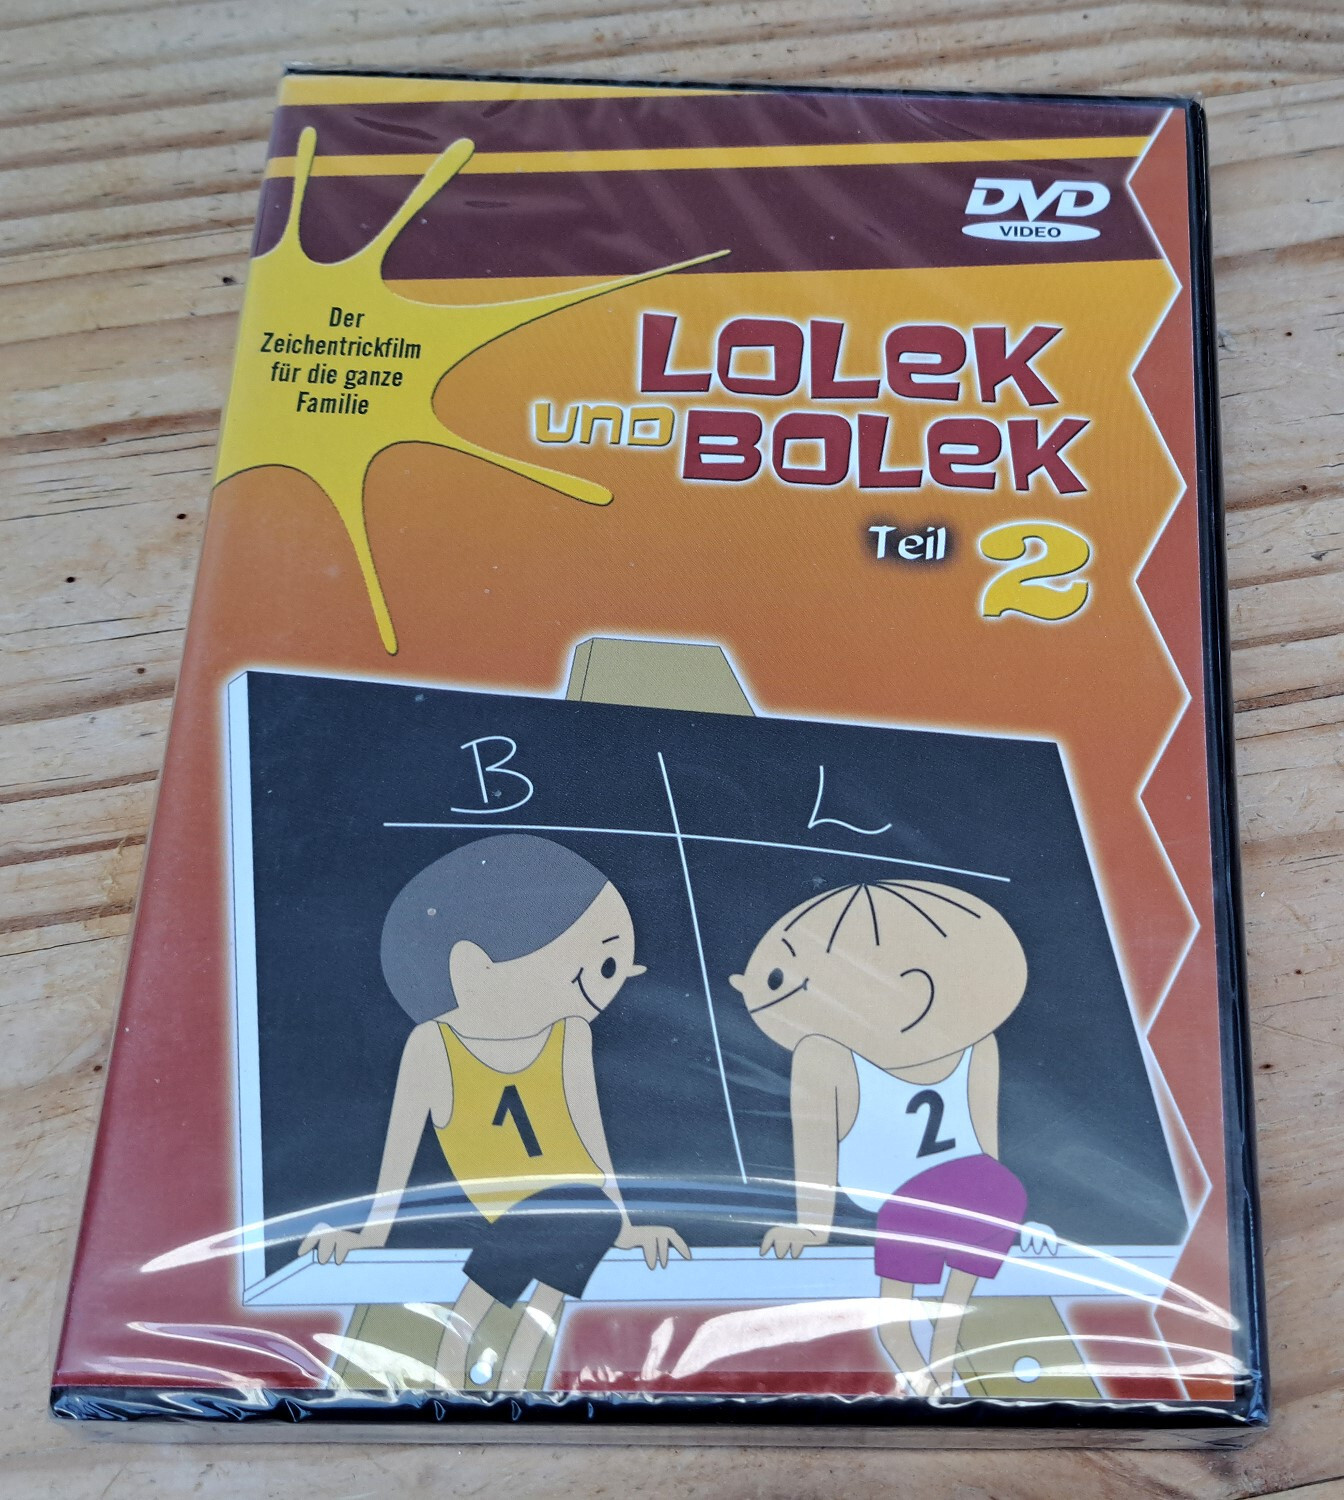 DVD
VIDEO
Der
Zeichentrickfilm
für die ganze
Familie
LOLeK
und BOLeK
Teil 2
B L
1 2